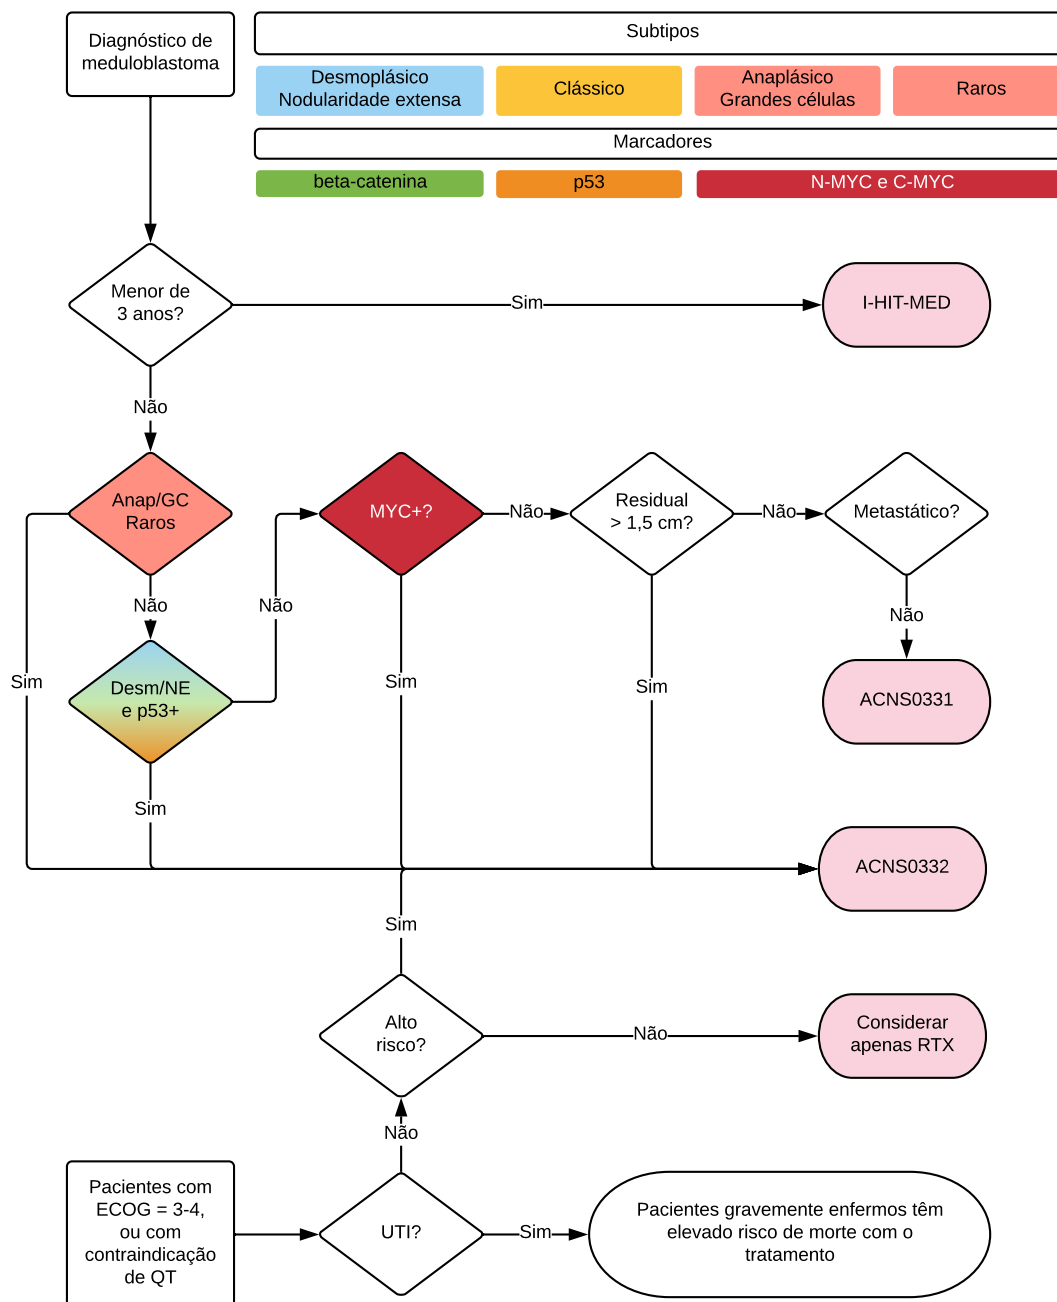 Diagnóstico de
meduloblastoma
Subtipos
Desmoplásico
Nodularidade extensa
Clássico
Anaplásico
Grandes células
Raros
Marcadores
beta-catenina
p53
N-MYC e C-MYC
Menor de
3 anos?
Sim
I-HIT-MED
Não
Anap/GC
Raros
MYC+?
Não
Residual
> 1,5 cm?
Não
Metastático?
Não
Não
Não
Sim
Desm/NE
e p53+
Sim
Sim
ACNS0331
Sim
ACNS0332
Sim
Alto
risco?
Não
Considerar
apenas RTX
Não
Pacientes com
ECOG = 3-4,
ou com
contraindicação
de QT
UTI?
Sim
Pacientes gravemente enfermos têm
elevado risco de morte com o
tratamento